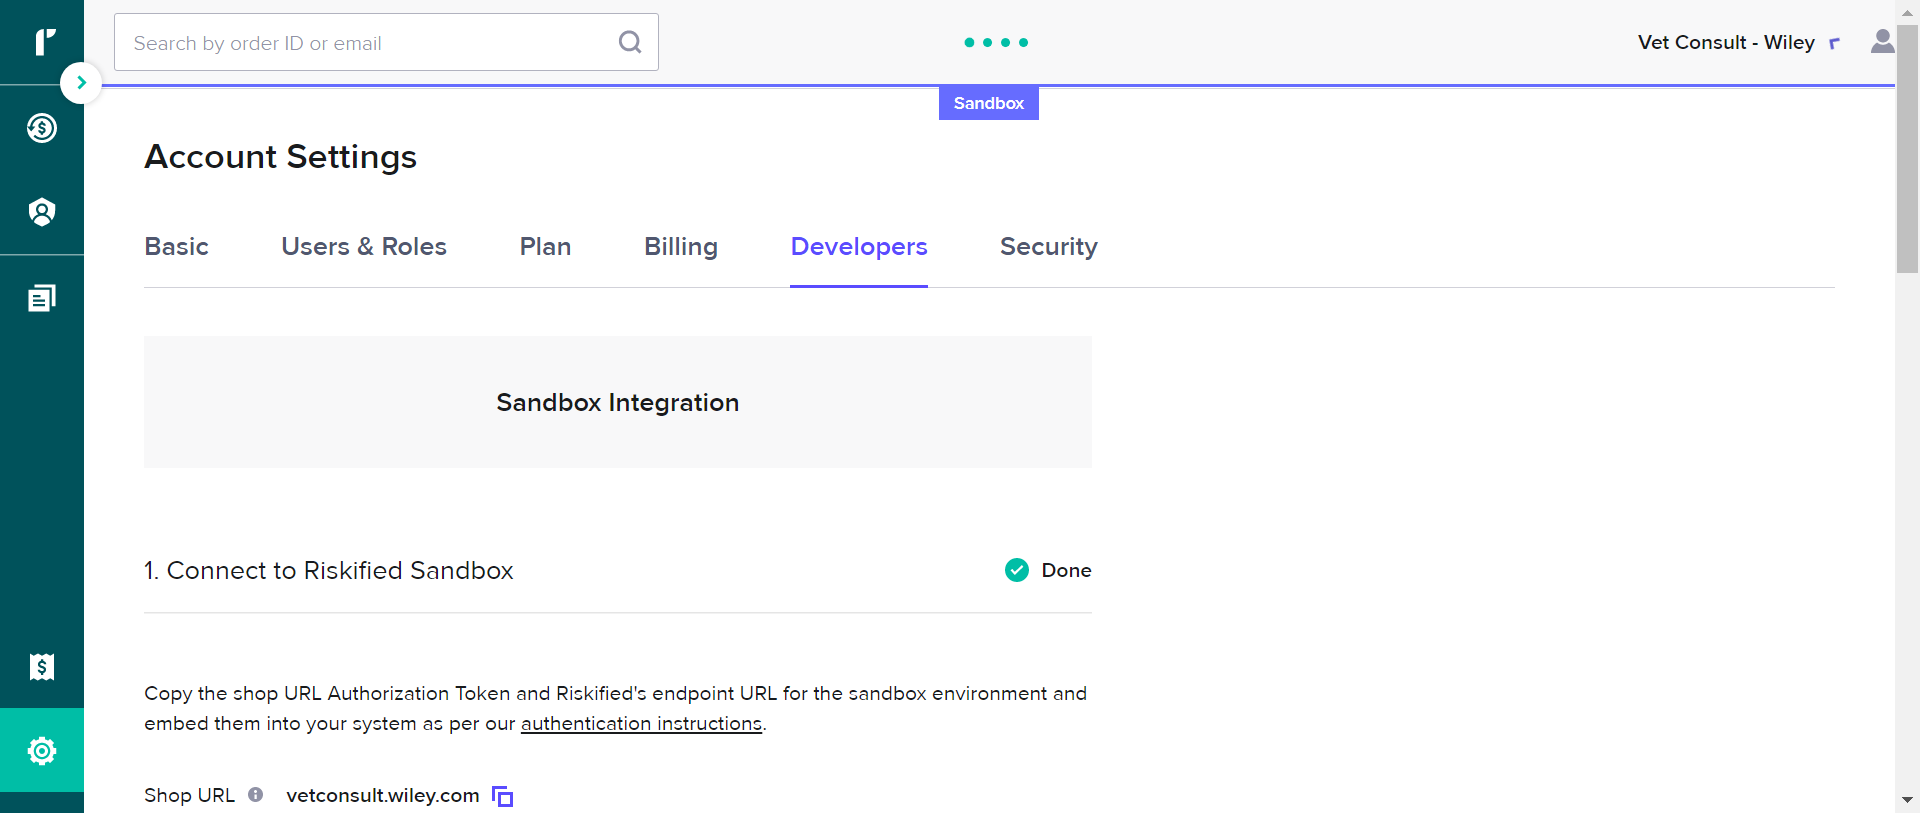 Search by order ID or email
Vet Consult - Wiley
Sandbox
Account Settings
Basic
Users & Roles
Plan
Billing
Developers
Security
Sandbox Integration
1. Connect to Riskified Sandbox
Done
Copy the shop URL Authorization Token and Riskified's endpoint URL for the sandbox environment and
embed them into your system as per our authentication instructions.
Shop URL vetconsult.wiley.com